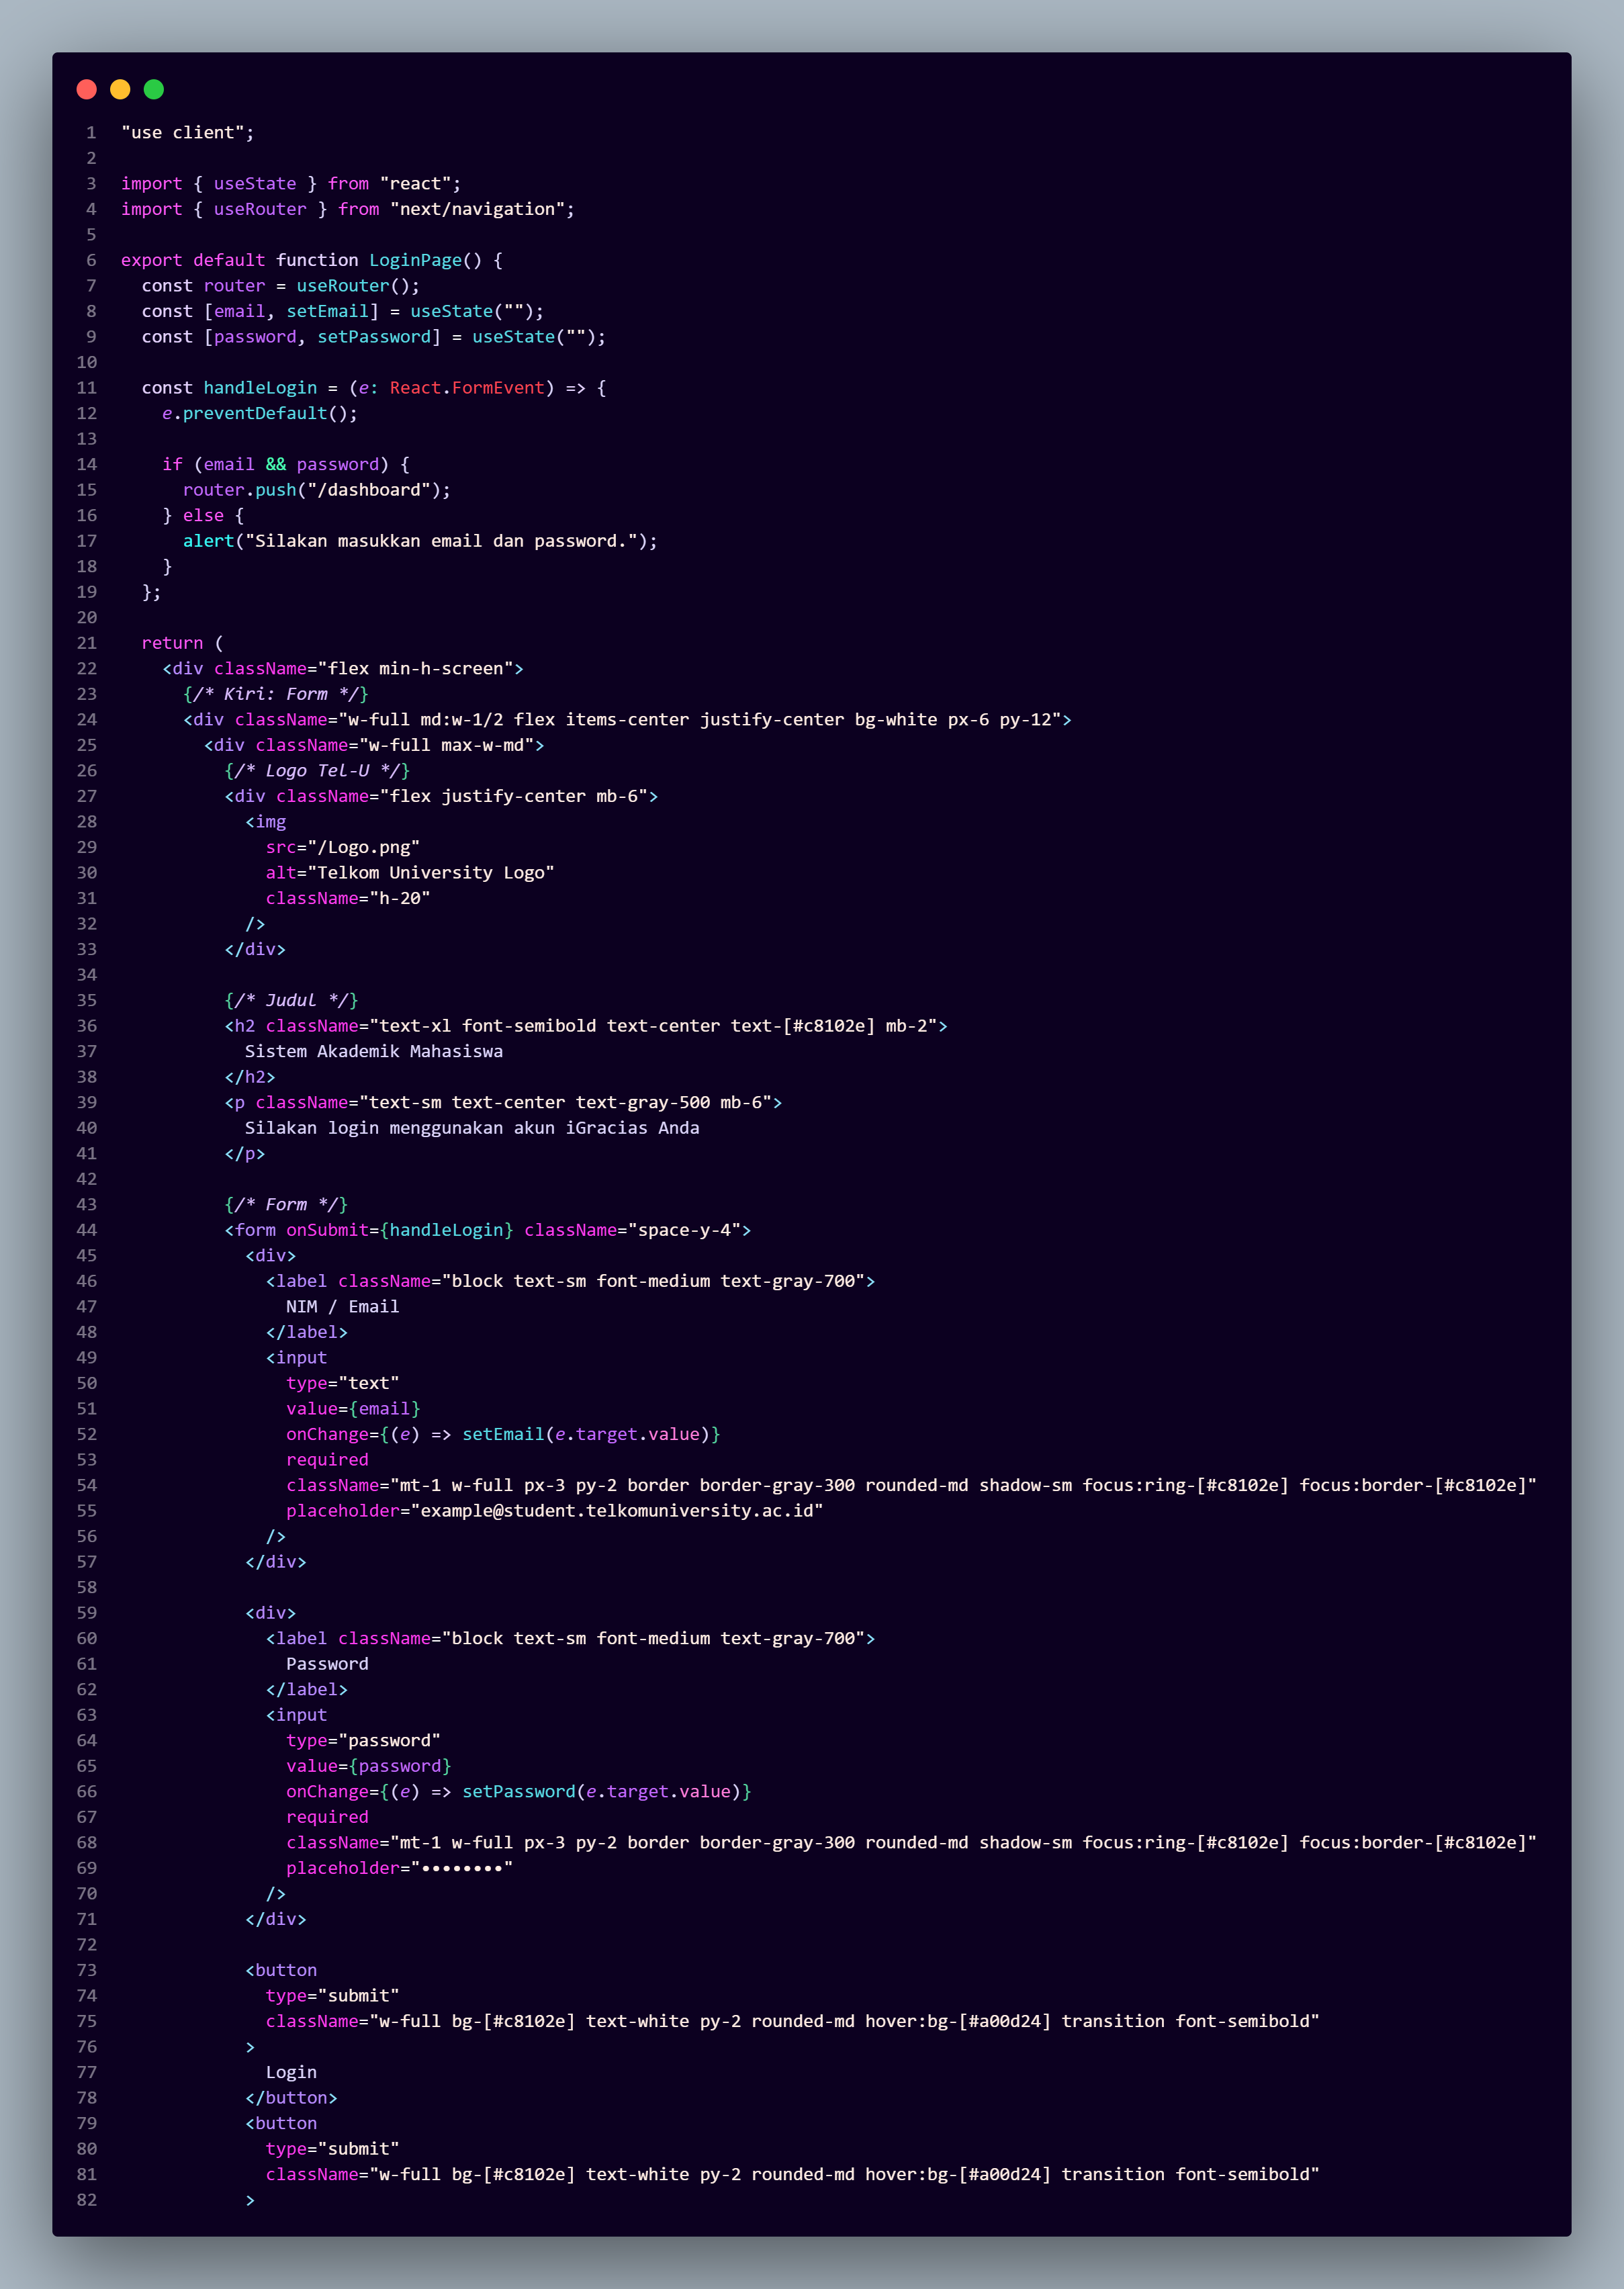 1 "use client";
2
3 import { useState } from "react";
4 import { useRouter } from "next/navigation";
5
6 export default function LoginPage() {
7   const router = useRouter();
8   const [email, setEmail] = useState("");
9   const [password, setPassword] = useState("");
10
11   const handleLogin = (e: React.FormEvent) => {
12     e.preventDefault();
13
14     if (email && password) {
15       router.push("/dashboard");
16     } else {
17       alert("Silakan masukkan email dan password.");
18     }
19   };
20
21   return (
22     <div className="flex min-h-screen">
23       {/* Kiri: Form */}
24       <div className="w-full md:w-1/2 flex items-center justify-center bg-white px-6 py-12">
25         <div className="w-full max-w-md">
26           {/* Logo Tel-U */}
27           <div className="flex justify-center mb-6">
28             <img
29               src="/Logo.png"
30               alt="Telkom University Logo"
31               className="h-20"
32             />
33           </div>
34
35           {/* Judul */}
36           <h2 className="text-xl font-semibold text-center text-[#c8102e] mb-2">
37             Sistem Akademik Mahasiswa
38           </h2>
39           <p className="text-sm text-center text-gray-500 mb-6">
40             Silakan login menggunakan akun iGracias Anda
41           </p>
42
43           {/* Form */}
44           <form onSubmit={handleLogin} className="space-y-4">
45             <div>
46               <label className="block text-sm font-medium text-gray-700">
47                 NIM / Email
48               </label>
49               <input
50                 type="text"
51                 value={email}
52                 onChange={(e) => setEmail(e.target.value)}
53                 required
54                 className="mt-1 w-full px-3 py-2 border border-gray-300 rounded-md shadow-sm focus:ring-[#c8102e] focus:border-[#c8102e]"
55                 placeholder="example@student.telkomuniversity.ac.id"
56               />
57             </div>
58
59             <div>
60               <label className="block text-sm font-medium text-gray-700">
61                 Password
62               </label>
63               <input
64                 type="password"
65                 value={password}
66                 onChange={(e) => setPassword(e.target.value)}
67                 required
68                 className="mt-1 w-full px-3 py-2 border border-gray-300 rounded-md shadow-sm focus:ring-[#c8102e] focus:border-[#c8102e]"
69                 placeholder="••••••••"
70               />
71             </div>
72
73             <button
74               type="submit"
75               className="w-full bg-[#c8102e] text-white py-2 rounded-md hover:bg-[#a00d24] transition font-semibold"
76             >
77               Login
78             </button>
79             <button
80               type="submit"
81               className="w-full bg-[#c8102e] text-white py-2 rounded-md hover:bg-[#a00d24] transition font-semibold"
82             >